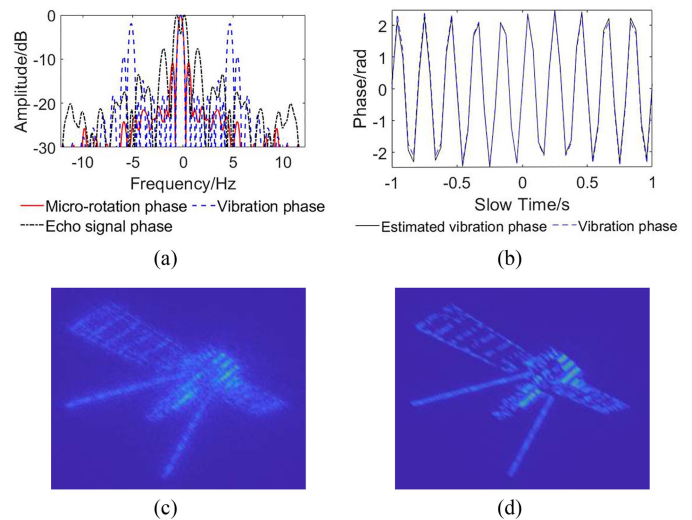 0
-10
-20
-30
Amplitude/dB
-10 -5 0 5 10
Frequency/Hz
Micro-rotation phase Vibration phase
Echo signal phase
(a)
2
1
0
-1
-2
Phase/rad
-1 -0.5 0 0.5 1
Slow Time/s
Estimated vibration phase Vibration phase
(b)
(c)
(d)